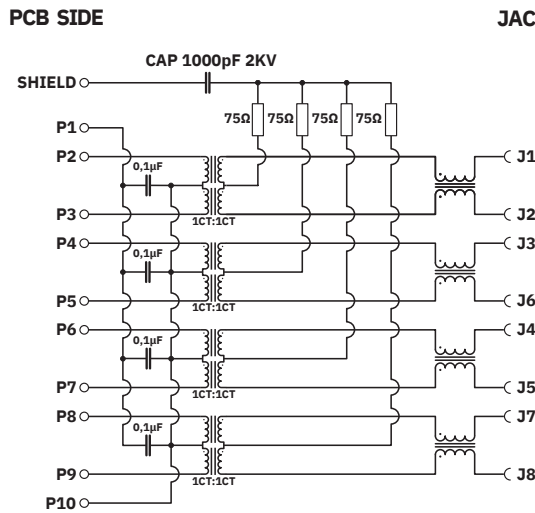 PCB SIDE JAC
CAP 1000pF 2KV
SHIELD
75Ω 75Ω 75Ω 75Ω
P1
P2 J1
0,1µF
P3 J2
1CT:1CT
P4 J3
0,1µF
P5 J6
1CT:1CT
P6 J4
0,1µF
P7 J5
1CT:1CT
P8 J7
0,1µF
P9 J8
1CT:1CT
P10